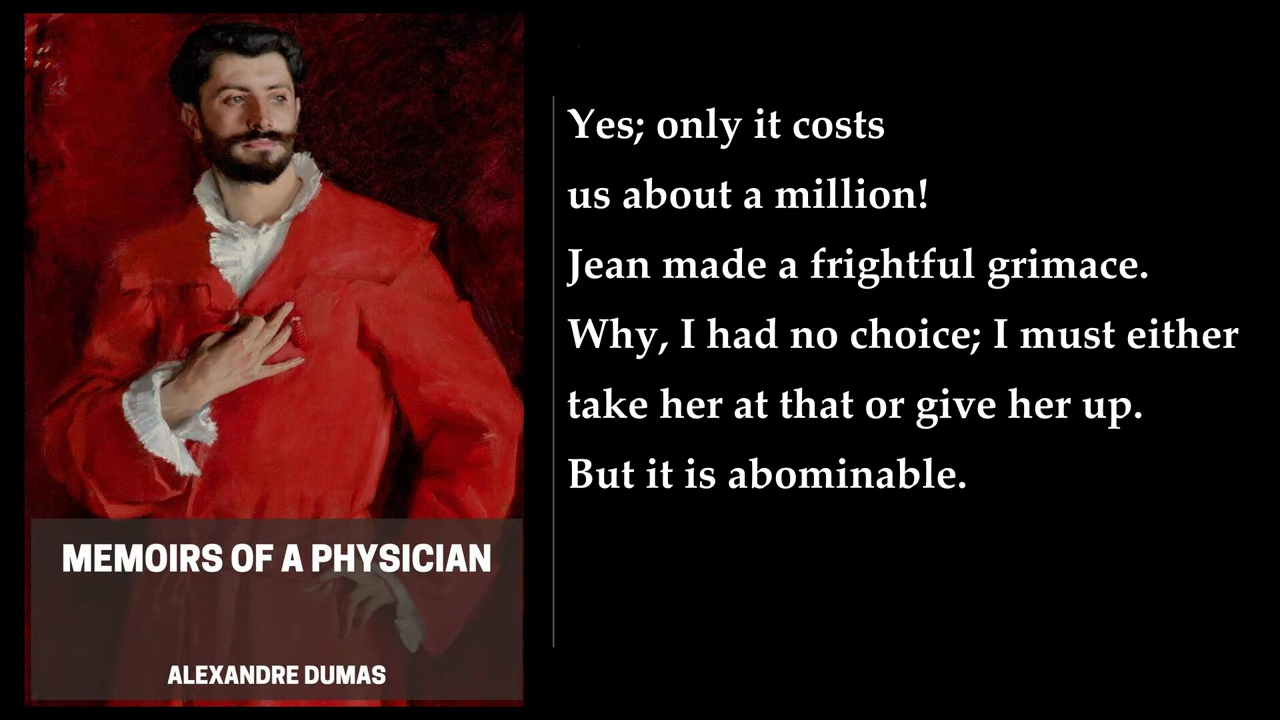 Yes; only it costs
us about a million!
Jean made a frightful grimace.
Why, I had no choice; I must either
take her at that or give her up.
But it is abominable.
MEMOIRS OF A PHYSICIAN
ALEXANDRE DUMAS